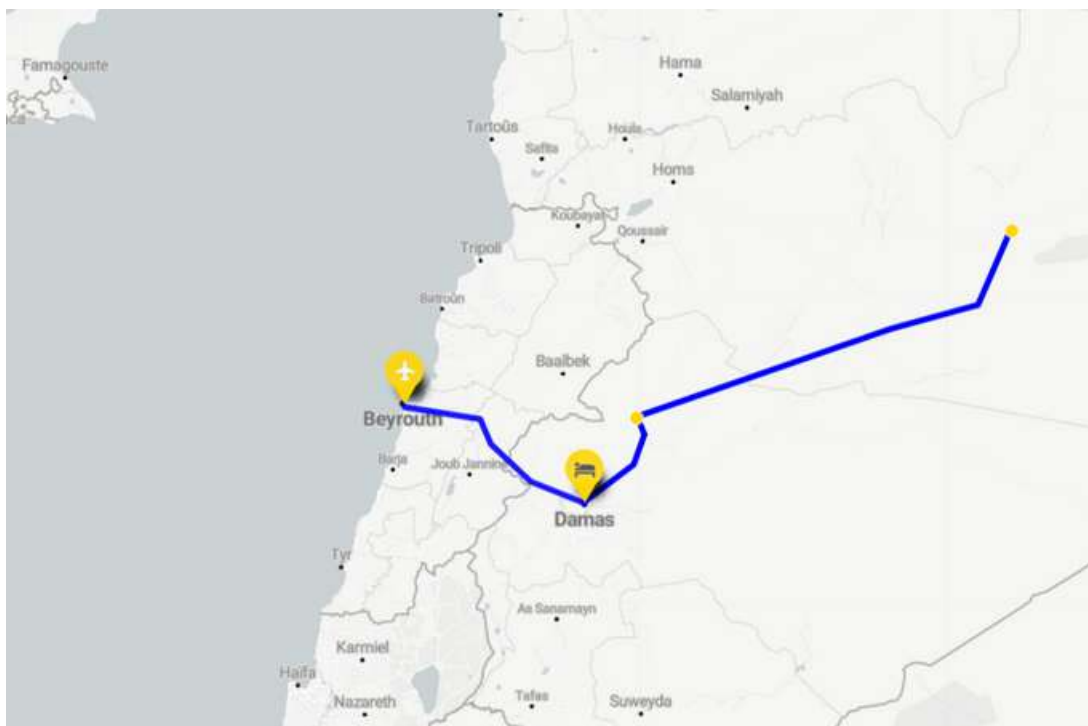 Famagouste
Hama
Salamiyah
Tartoûs
Houla
Safita
Homs
Koubayat
Qoussair
Tripoli
Batroûn
Baalbek
Beyrouth
Barja
Joub Jannine
Damas
Tyr
As Sanamayn
Karmiel
Haïfa
Nazareth
Tafas
Suweyda